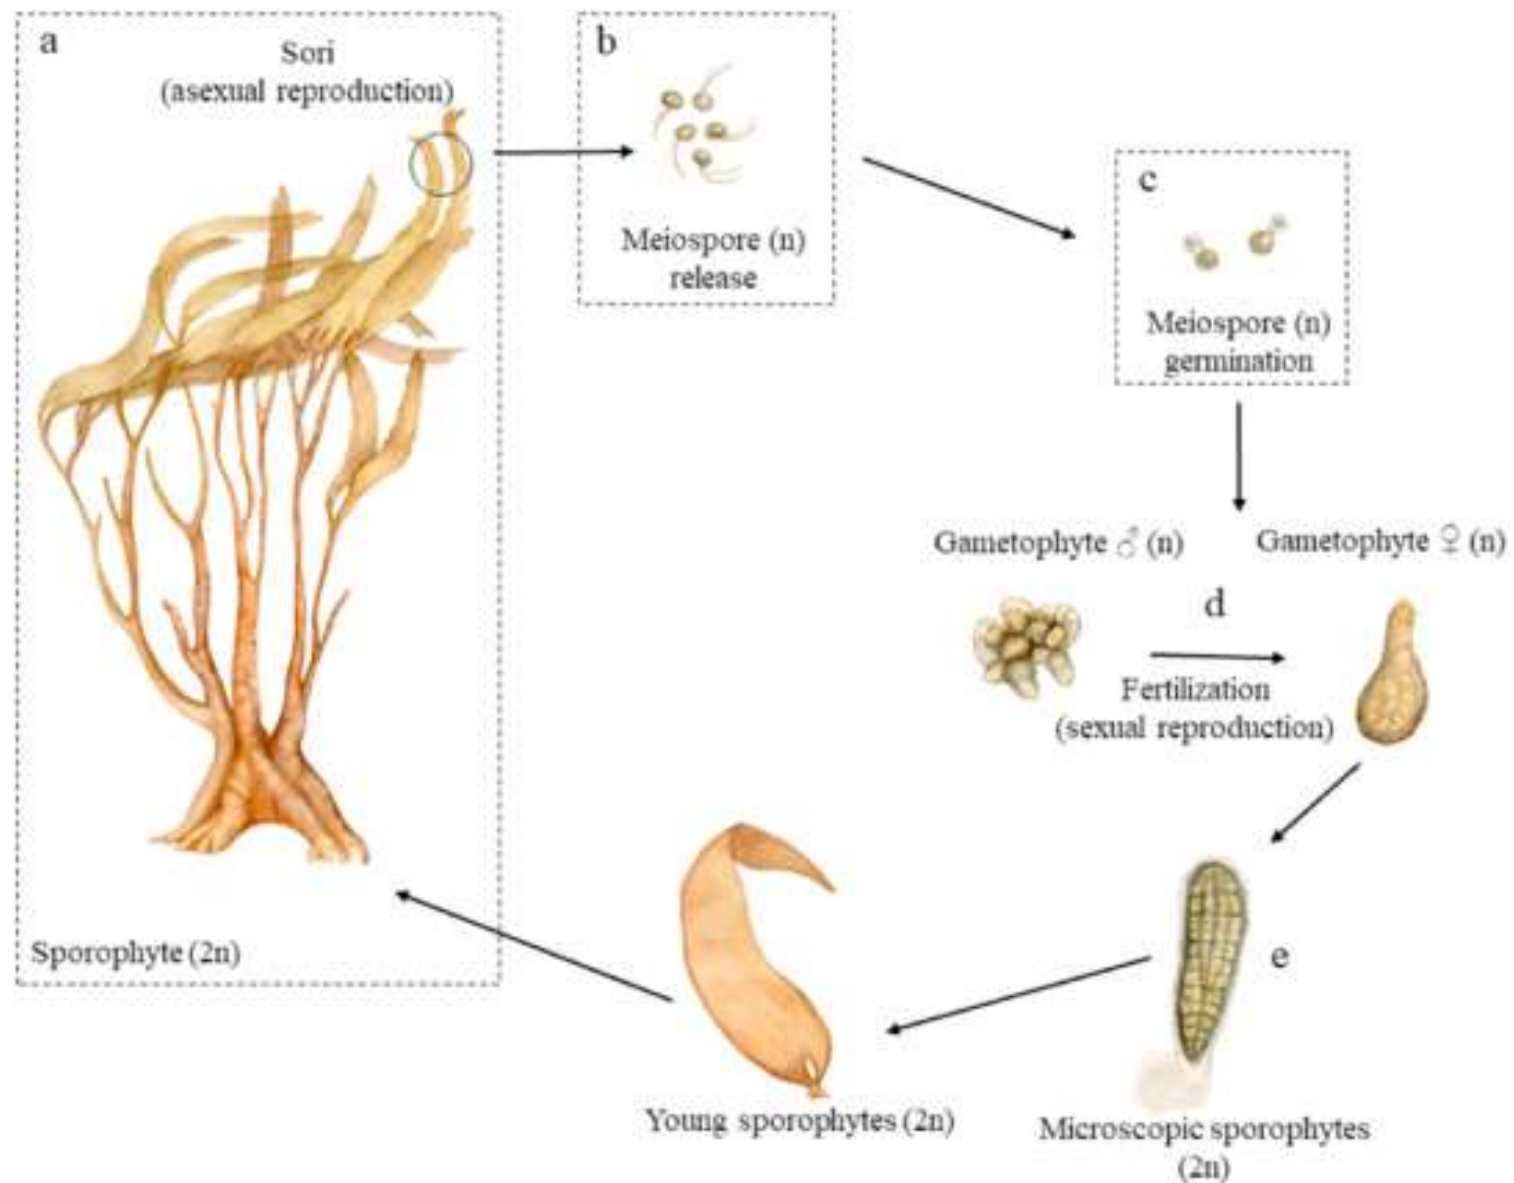 a
Sori
(asexual reproduction)
b
Meiospore (n)
release
c
Meiospore (n)
germination
Gametophyte ♂ (n)
Gametophyte ♀ (n)
d
Fertilization
(sexual reproduction)
e
Microscopic sporophytes
(2n)
Young sporophytes (2n)
Sporophyte (2n)